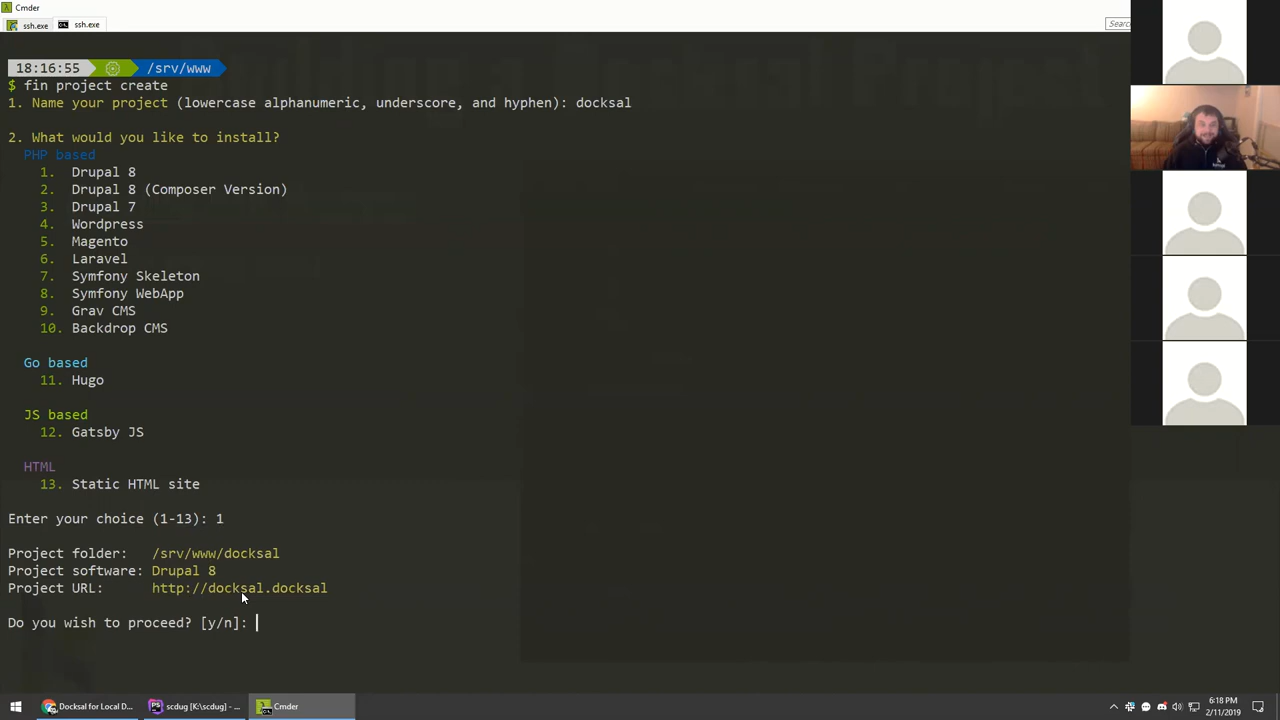 Cmder
ssh.exe
ssh.exe
Searc
18:16:55
/srv/www
$ fin project create
1. Name your project (lowercase alphanumeric, underscore, and hyphen): docksal
2. What would you like to install?
PHP based
1. Drupal 8
2. Drupal 8 (Composer Version)
3. Drupal 7
4. Wordpress
5. Magento
6. Laravel
7. Symfony Skeleton
8. Symfony WebApp
9. Grav CMS
10. Backdrop CMS
Go based
11. Hugo
JS based
12. Gatsby JS
HTML
13. Static HTML site
Enter your choice (1-13): 1
Project folder: /srv/www/docksal
Project software: Drupal 8
Project URL: http://docksal.docksal
Do you wish to proceed? [y/n]:
Docksal for Local D...
scdug [K:\scdug] - ...
Cmder
6:18 PM
2/11/2019